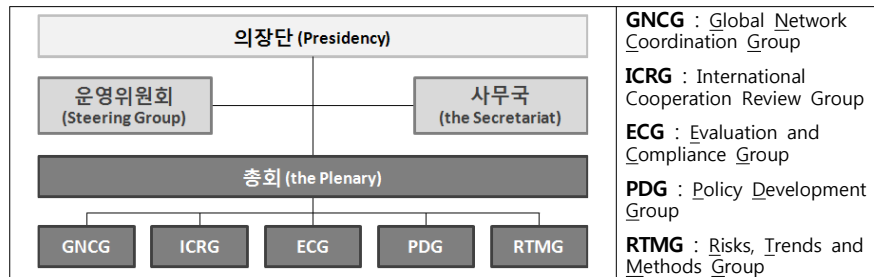 의장단 (Presidency)
운영위원회
(Steering Group)
사무국
(the Secretariat)
총회 (the Plenary)
GNCG ICRG ECG PDG RTMG
GNCG : Global Network
Coordination Group
ICRG : International
Cooperation Review Group
ECG : Evaluation and
Compliance Group
PDG : Policy Development
Group
RTMG : Risks, Trends and
Methods Group